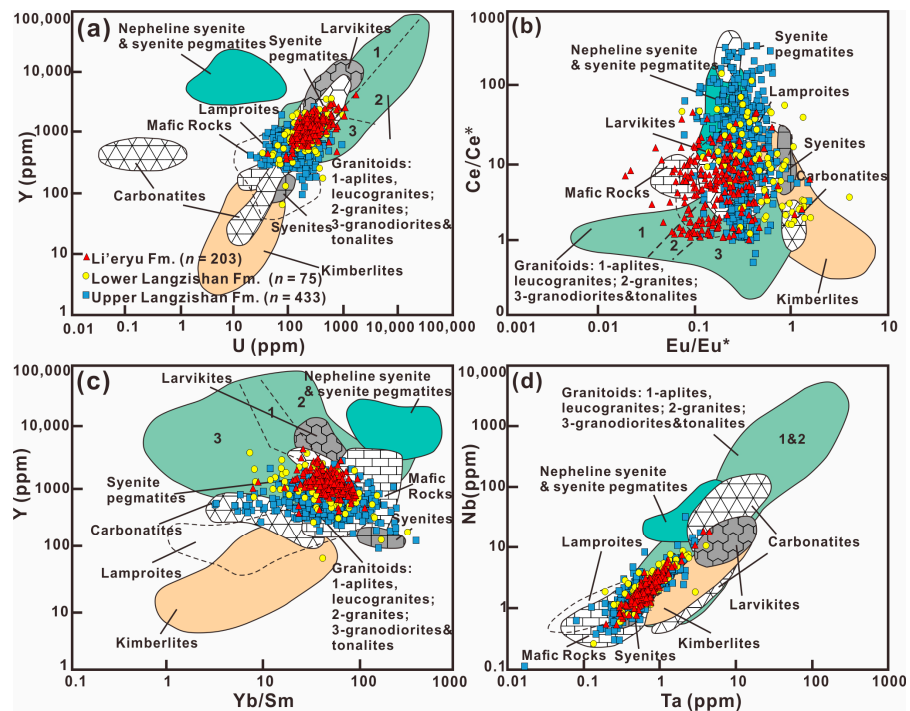 (a)
100,000
10,000
1000
100
10
1
Y (ppm)
Nepheline syenite
& syenite pegmatites
Larvikites
Syenite
pegmatites
1
2
3
Lamproites
Mafic Rocks
Carbonatites
Granitoids:
1-aplites,
leucogranites;
2-granites;
3-granodiorites&
tonalites
Syenites
Kimberlites
Li'eryu Fm. (n = 203)
Lower Langzishan Fm. (n = 75)
Upper Langzishan Fm. (n = 433)
0.01 0.1 1 10 100 1000 10,000 100,000
U (ppm)
(b)
1000
100
10
1
0.1
Ce/Ce*
Nepheline syenite
& syenite pegmatites
Syenite
pegmatites
Lamproites
Larvikites
Syenites
Mafic Rocks
Carbonatites
1
2
3
Granitoids: 1-aplites,
leucogranites; 2-granites;
3-granodiorites&tonalites
Kimberlites
0.001 0.01 0.1 1 10
Eu/Eu*
(c)
100,000
10,000
1000
100
10
1
Y (ppm)
Larvikites
Nepheline syenite
& syenite pegmatites
1
2
3
Syenite
pegmatites
Mafic
Rocks
Carbonatites
Syenites
Lamproites
Granitoids:
1-aplites,
leucogranites;
2-granites;
3-granodiorites&
tonalites
Kimberlites
0.1 1 10 100 1000
Yb/Sm
(d)
10,000
1000
100
10
1
0.1
Nb(ppm)
Granitoids: 1-aplites,
leucogranites; 2-granites;
3-granodiorites&tonalites
1&2
Nepheline syenite
& syenite pegmatites
Lamproites
Carbonatites
Larvikites
Kimberlites
Mafic Rocks
Syenites
0.01 0.1 1 10 100 1000
Ta (ppm)